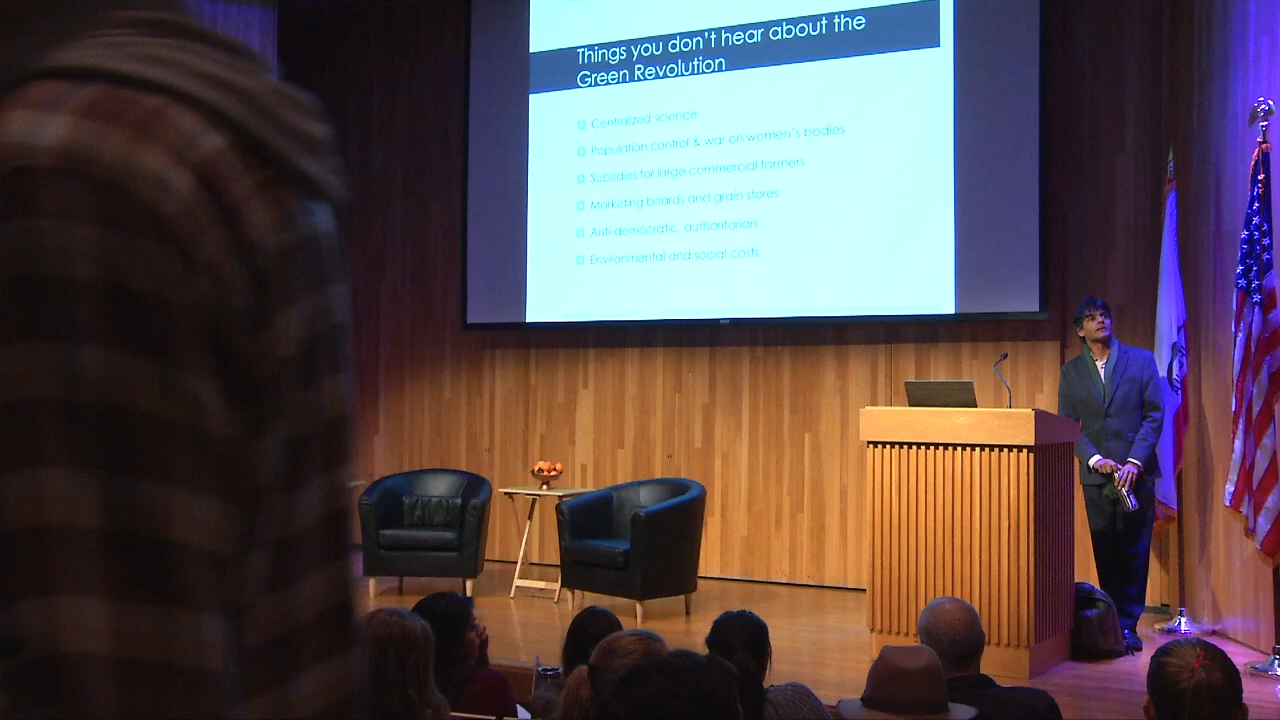 Things you don't hear about the
Green Revolution
Centralized science
Population control & war on women's bodies
Subsidies for large commercial farmers
Marketing boards and grain stores
Anti-democratic, authoritarian
Environmental and social costs